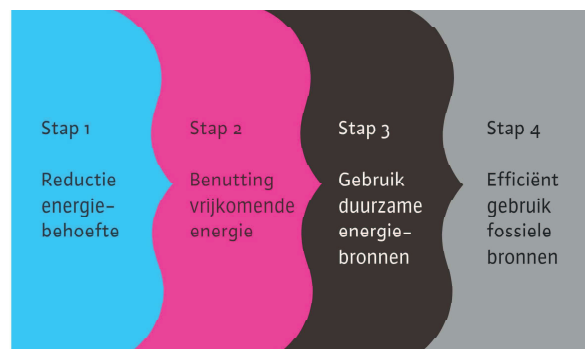 Stap 1
Reductie
energie-
behoefte
Stap 2
Benutting
vrijkomende
energie
Stap 3
Gebruik
duurzame
energie-
bronnen
Stap 4
Efficiënt
gebruik
fossiele
bronnen